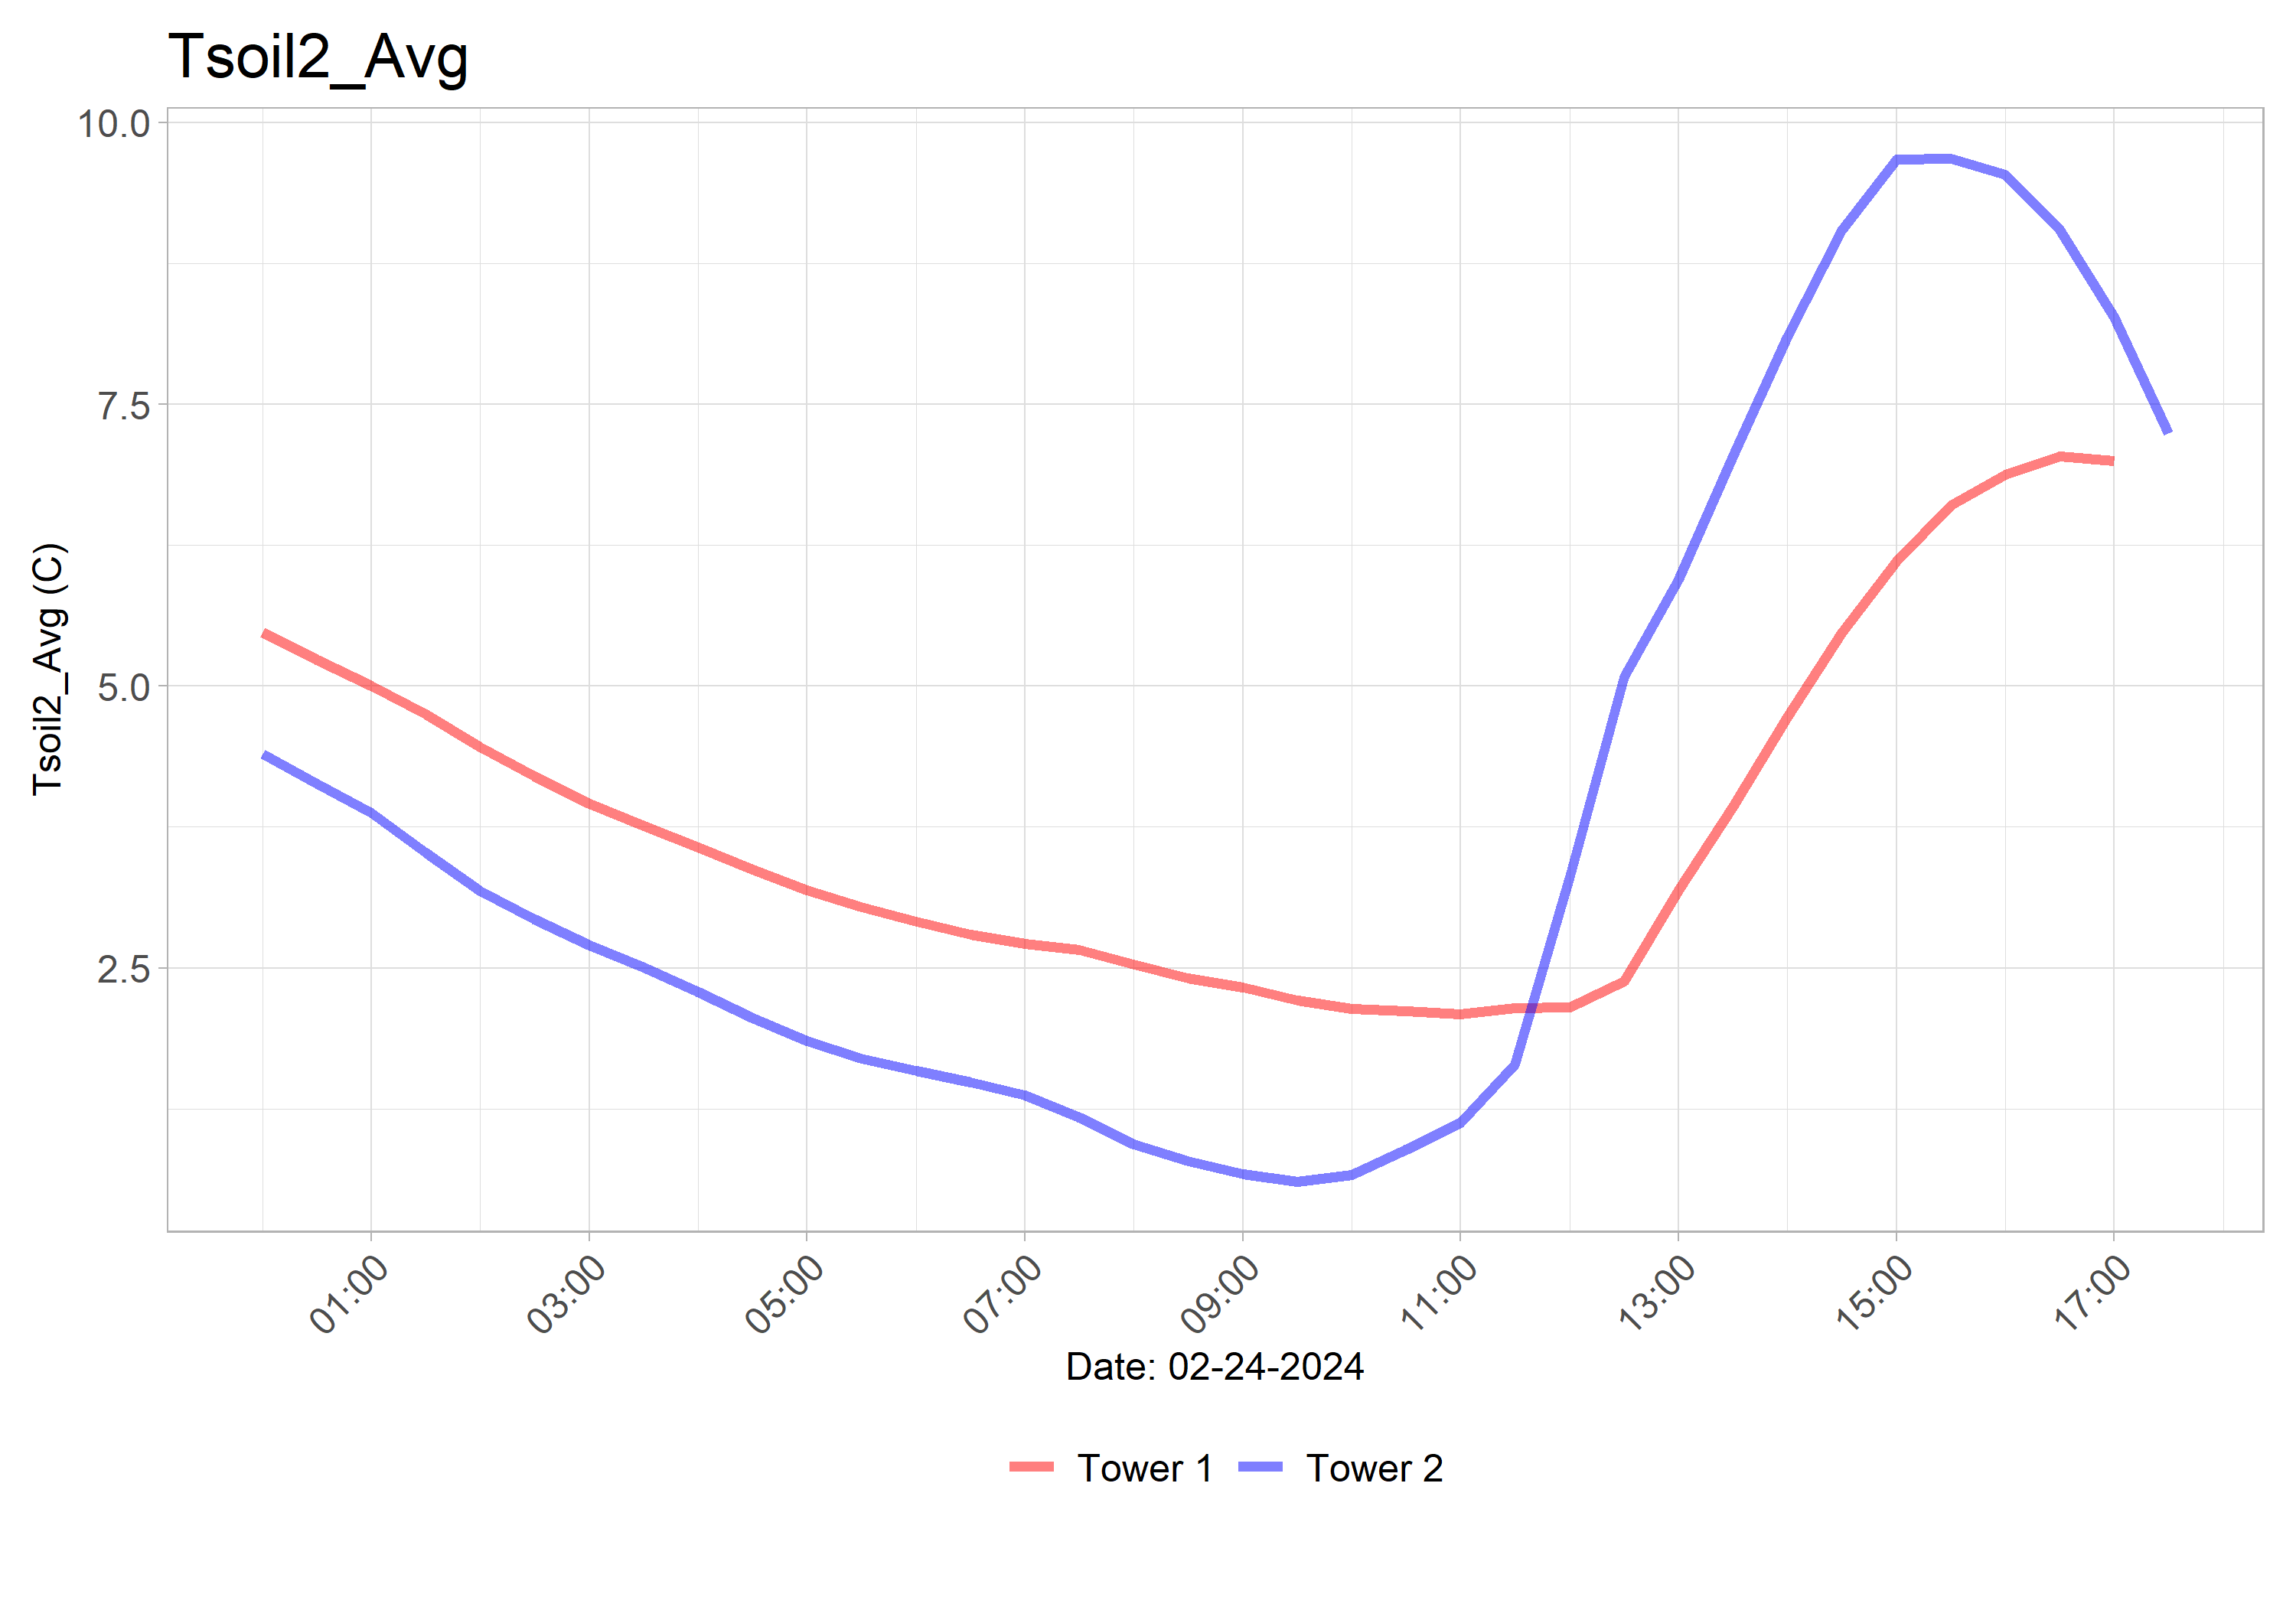 Tsoil2_Avg
Tsoil2_Avg (C)
10.0
7.5
5.0
2.5
01:00 03:00 05:00 07:00 09:00 11:00 13:00 15:00 17:00
Date: 02-24-2024
Tower 1 Tower 2